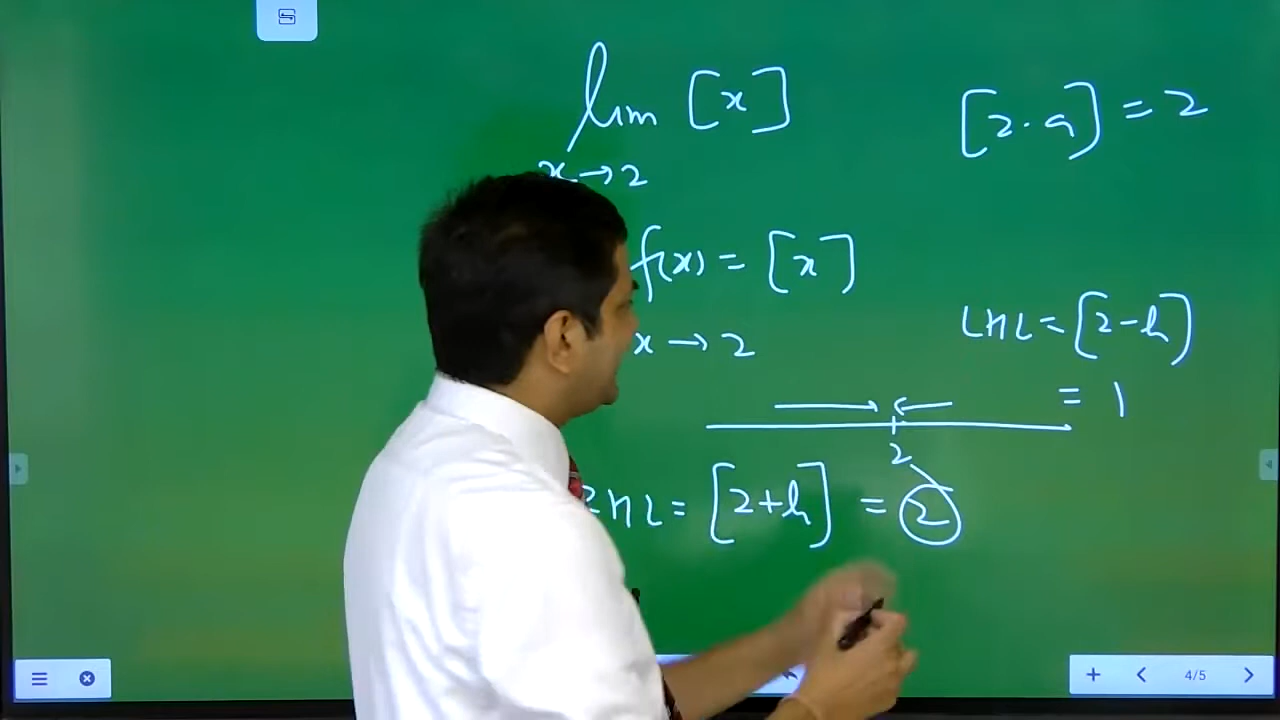 lim [x]
x → 2
[2.9] = 2
f(x) = [x]
x → 2
LHL = [2-h]
= 1
2
RHL = [2+h] = 2
4/5